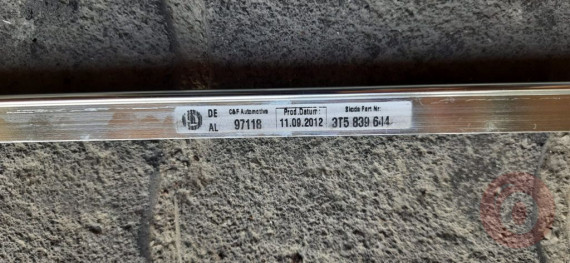 DE C&F Automotive Prod.Datum: Skoda Part Nr:
AL 97118 11.09.2012 3T5 839 644